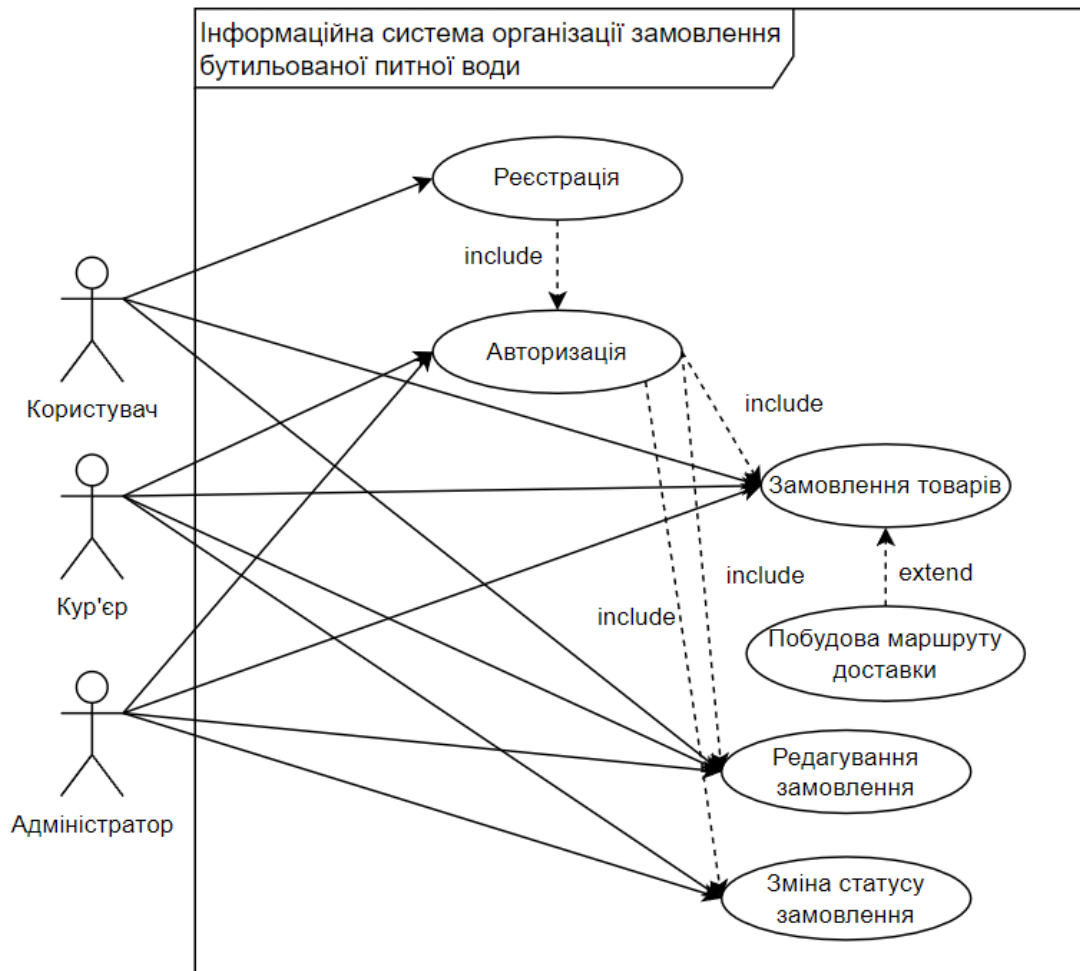 Інформаційна система організації замовлення
бутильованої питної води
Реєстрація
include
Авторизація
Користувач
include
Замовлення товарів
Кур'єр
include
extend
include
Побудова маршруту
доставки
Редагування
замовлення
Адміністратор
Зміна статусу
замовлення